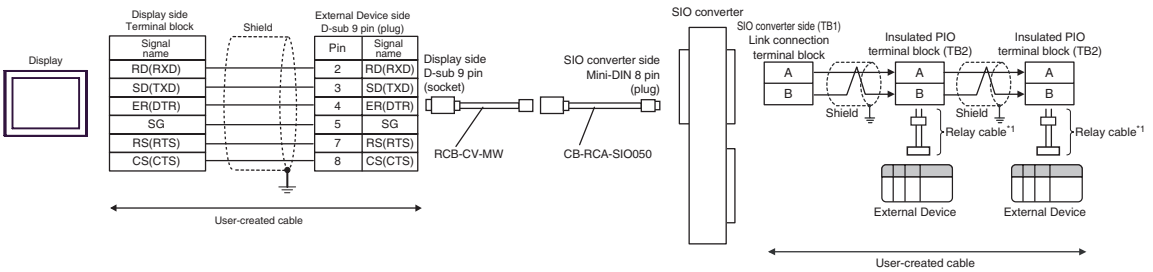 Display
Display side
Terminal block
Shield
External Device side
D-sub 9 pin (plug)
Signal
name
Pin
Signal
name
RD(RXD)
2
RD(RXD)
SD(TXD)
3
SD(TXD)
ER(DTR)
4
ER(DTR)
SG
5
SG
RS(RTS)
7
RS(RTS)
CS(CTS)
8
CS(CTS)
User-created cable
Display side
D-sub 9 pin
(socket)
RCB-CV-MW
SIO converter side
Mini-DIN 8 pin
(plug)
CB-RCA-SIO050
SIO converter
SIO converter side (TB1)
Link connection
terminal block
A
B
Shield
Insulated PIO
terminal block (TB2)
A
B
Relay cable*1
External Device
Shield
Insulated PIO
terminal block (TB2)
A
B
Relay cable*1
External Device
User-created cable